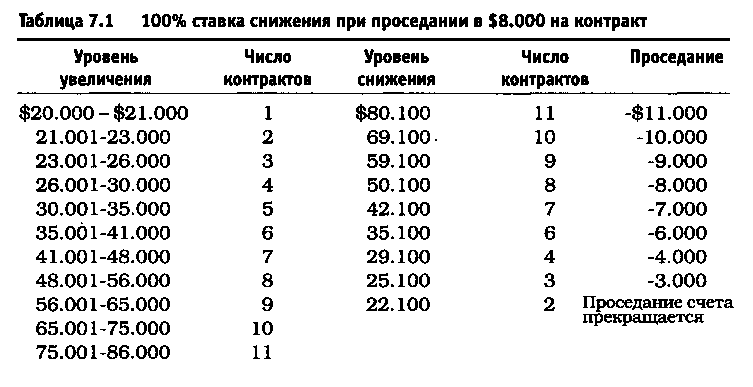 Таблица 7.1 100% ставка снижения при проседании в $8.000 на контракт
Уровень увеличения Число контрактов Уровень снижения Число контрактов Проседание
$20.000 – $21.000 1 $80.100 11 -$11.000
21.001-23.000 2 69.100 10 -10.000
23.001-26.000 3 59.100 9 -9.000
26.001-30.000 4 50.100 8 -8.000
30.001-35.000 5 42.100 7 -7.000
35.001-41.000 6 35.100 6 -6.000
41.001-48.000 7 29.100 4 -4.000
48.001-56.000 8 25.100 3 -3.000
56.001-65.000 9 22.100 2 Проседание счета прекращается
65.001-75.000 10
75.001-86.000 11